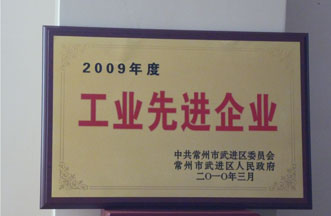 2009年度
工业先进企业
中共常州市武进区委员会
常州市武进区人民政府
二〇一〇年三月